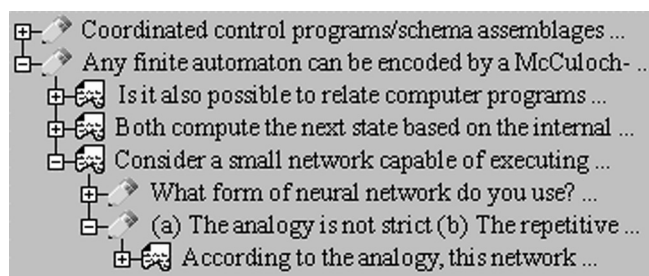 Coordinated control programs/schema assemblages ...
Any finite automaton can be encoded by a McCuloch- ..
Is it also possible to relate computer programs ...
Both compute the next state based on the internal ...
Consider a small network capable of executing ...
What form of neural network do you use? ...
(a) The analogy is not strict (b) The repetitive ...
According to the analogy, this network ...